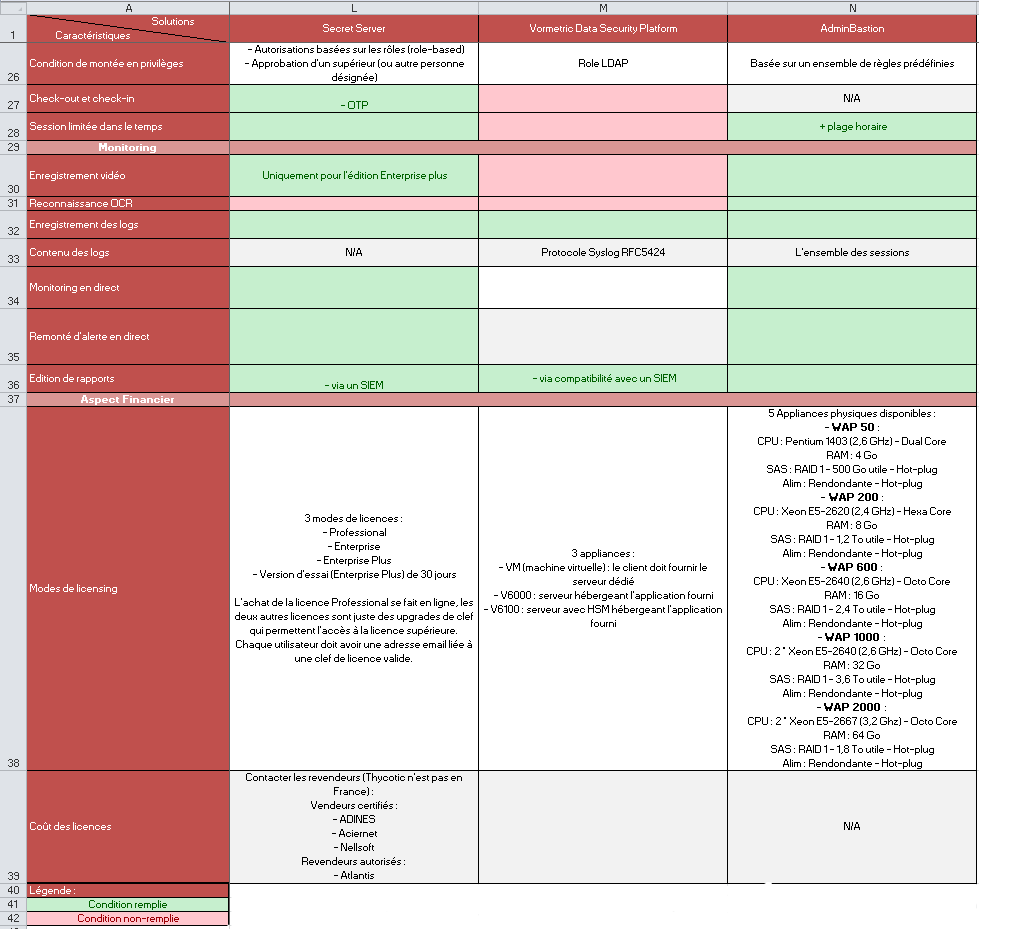 A L M N
1 Solutions
Caractéristiques
Secret Server
Vormetric Data Security Platform
AdminBastion
26 Condition de montée en privilèges
- Autorisations basées sur les rôles (role-based)
- Approbation d'un supérieur (ou autre personne
désignée)
Role LDAP
Basée sur un ensemble de règles prédéfinies
27 Check-out et check-in
- OTP
N/A
28 Session limitée dans le temps
+ plage horaire
29 Monitoring
30 Enregistrement vidéo
Uniquement pour l'édition Enterprise plus
31 Reconnaissance OCR
32 Enregistrement des logs
33 Contenu des logs
N/A
Protocole Syslog RFC5424
L'ensemble des sessions
34 Monitoring en direct
35 Remonté d'alerte en direct
36 Edition de rapports
- via un SIEM
- via compatibilité avec un SIEM
37 Aspect Financier
38 Modes de licensing
3 modes de licences :
- Professional
- Enterprise
- Enterprise Plus
- Version d'essai (Enterprise Plus) de 30 jours
L'achat de la licence Professional se fait en ligne, les
deux autres licences sont juste des upgrades de clef
qui permettent l'accès à la licence supérieure.
Chaque utilisateur doit avoir une adresse email liée à
une clef de licence valide.
3 appliances :
- VM (machine virtuelle) : le client doit fournir le
serveur dédié
- V6000 : serveur hébergeant l'application fourni
- V6100 : serveur avec HSM hébergeant l'application
fourni
5 Appliances physiques disponibles :
- WAP 50 :
CPU : Pentium 1403 (2,6 GHz) - Dual Core
RAM : 4 Go
SAS : RAID 1 - 500 Go utile - Hot-plug
Alim : Rendondante - Hot-plug
- WAP 200 :
CPU : Xeon E5-2620 (2,4 GHz) - Hexa Core
RAM : 8 Go
SAS : RAID 1 - 1,2 To utile - Hot-plug
Alim : Rendondante - Hot-plug
- WAP 600 :
CPU : Xeon E5-2640 (2,6 GHz) - Octo Core
RAM : 16 Go
SAS : RAID 1 - 2,4 To utile - Hot-plug
Alim : Rendondante - Hot-plug
- WAP 1000 :
CPU : 2 * Xeon E5-2640 (2,6 GHz) - Octo Core
RAM : 32 Go
SAS : RAID 1 - 3,6 To utile - Hot-plug
Alim : Rendondante - Hot-plug
- WAP 2000 :
CPU : 2 * Xeon E5-2667 (3,2 Ghz) - Octo Core
RAM : 64 Go
SAS : RAID 1 - 1,8 To utile - Hot-plug
Alim : Rendondante - Hot-plug
39 Coût des licences
Contacter les revendeurs (Thycotic n'est pas en
France) :
Vendeurs certifiés :
- ADINES
- Aciernet
- Nellsoft
Revendeurs autorisés :
- Atlantis
N/A
40 Légende :
41 Condition remplie
42 Condition non-remplie